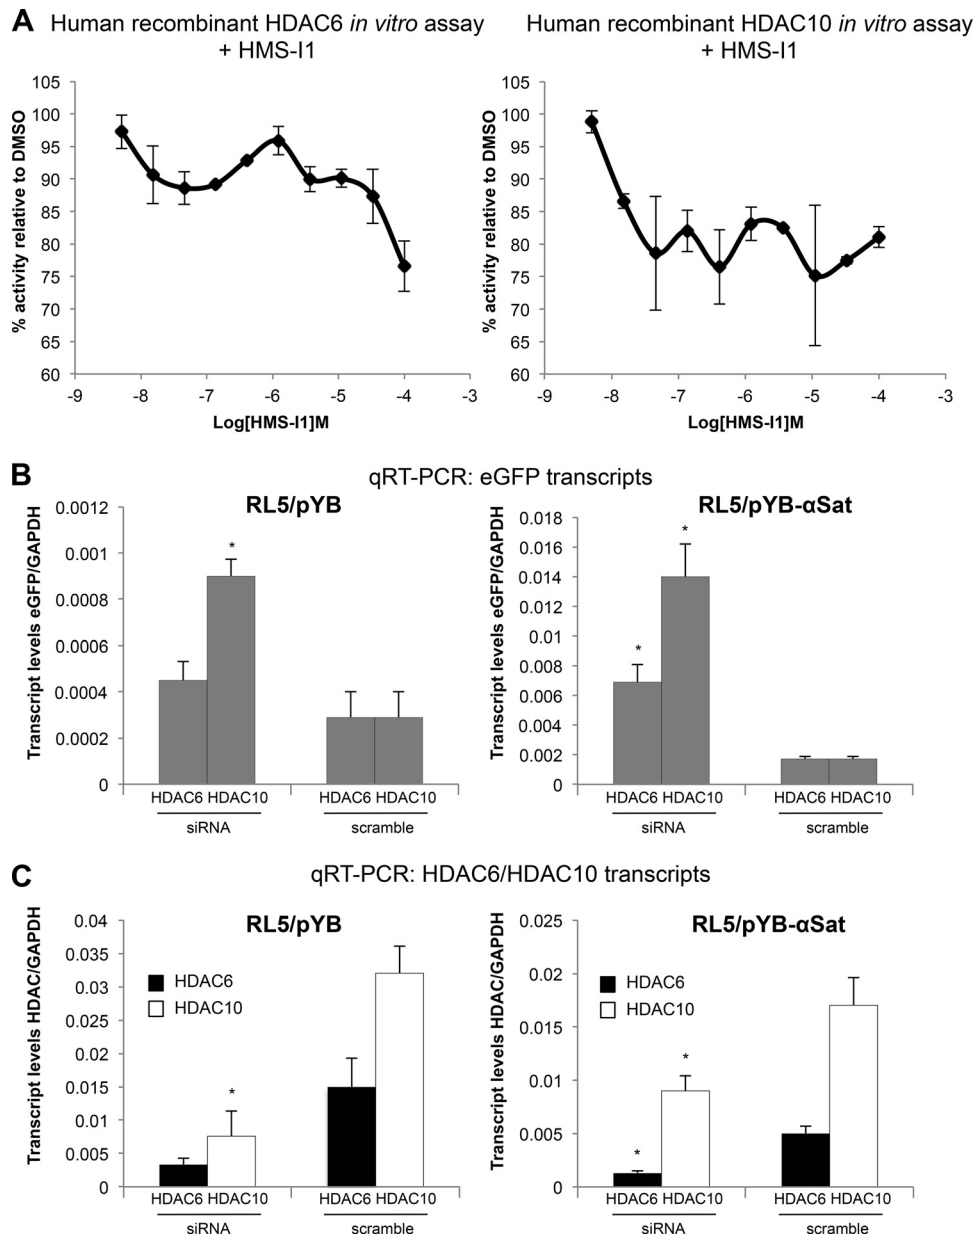 A
Human recombinant HDAC6 in vitro assay
+ HMS-I1
Human recombinant HDAC10 in vitro assay
+ HMS-I1
% activity relative to DMSO
105
100
95
90
85
80
75
70
65
60
-9 -8 -7 -6 -5 -4 -3
Log[HMS-I1]M
% activity relative to DMSO
105
100
95
90
85
80
75
70
65
60
-9 -8 -7 -6 -5 -4 -3
Log[HMS-I1]M
B
qRT-PCR: eGFP transcripts
RL5/pYB
Transcript levels eGFP/GAPDH
0.0012
0.001
0.0008
0.0006
0.0004
0.0002
0
*
HDAC6 HDAC10 HDAC6 HDAC10
siRNA scramble
RL5/pYB-αSat
Transcript levels eGFP/GAPDH
0.018
0.016
0.014
0.012
0.01
0.008
0.006
0.004
0.002
0
* *
HDAC6 HDAC10 HDAC6 HDAC10
siRNA scramble
C
qRT-PCR: HDAC6/HDAC10 transcripts
RL5/pYB
Transcript levels HDAC/GAPDH
0.04
0.035
0.03
0.025
0.02
0.015
0.01
0.005
0
HDAC6
HDAC10
*
HDAC6 HDAC10 HDAC6 HDAC10
siRNA scramble
RL5/pYB-αSat
Transcript levels HDAC/GAPDH
0.025
0.02
0.015
0.01
0.005
0
HDAC6
HDAC10
* *
HDAC6 HDAC10 HDAC6 HDAC10
siRNA scramble